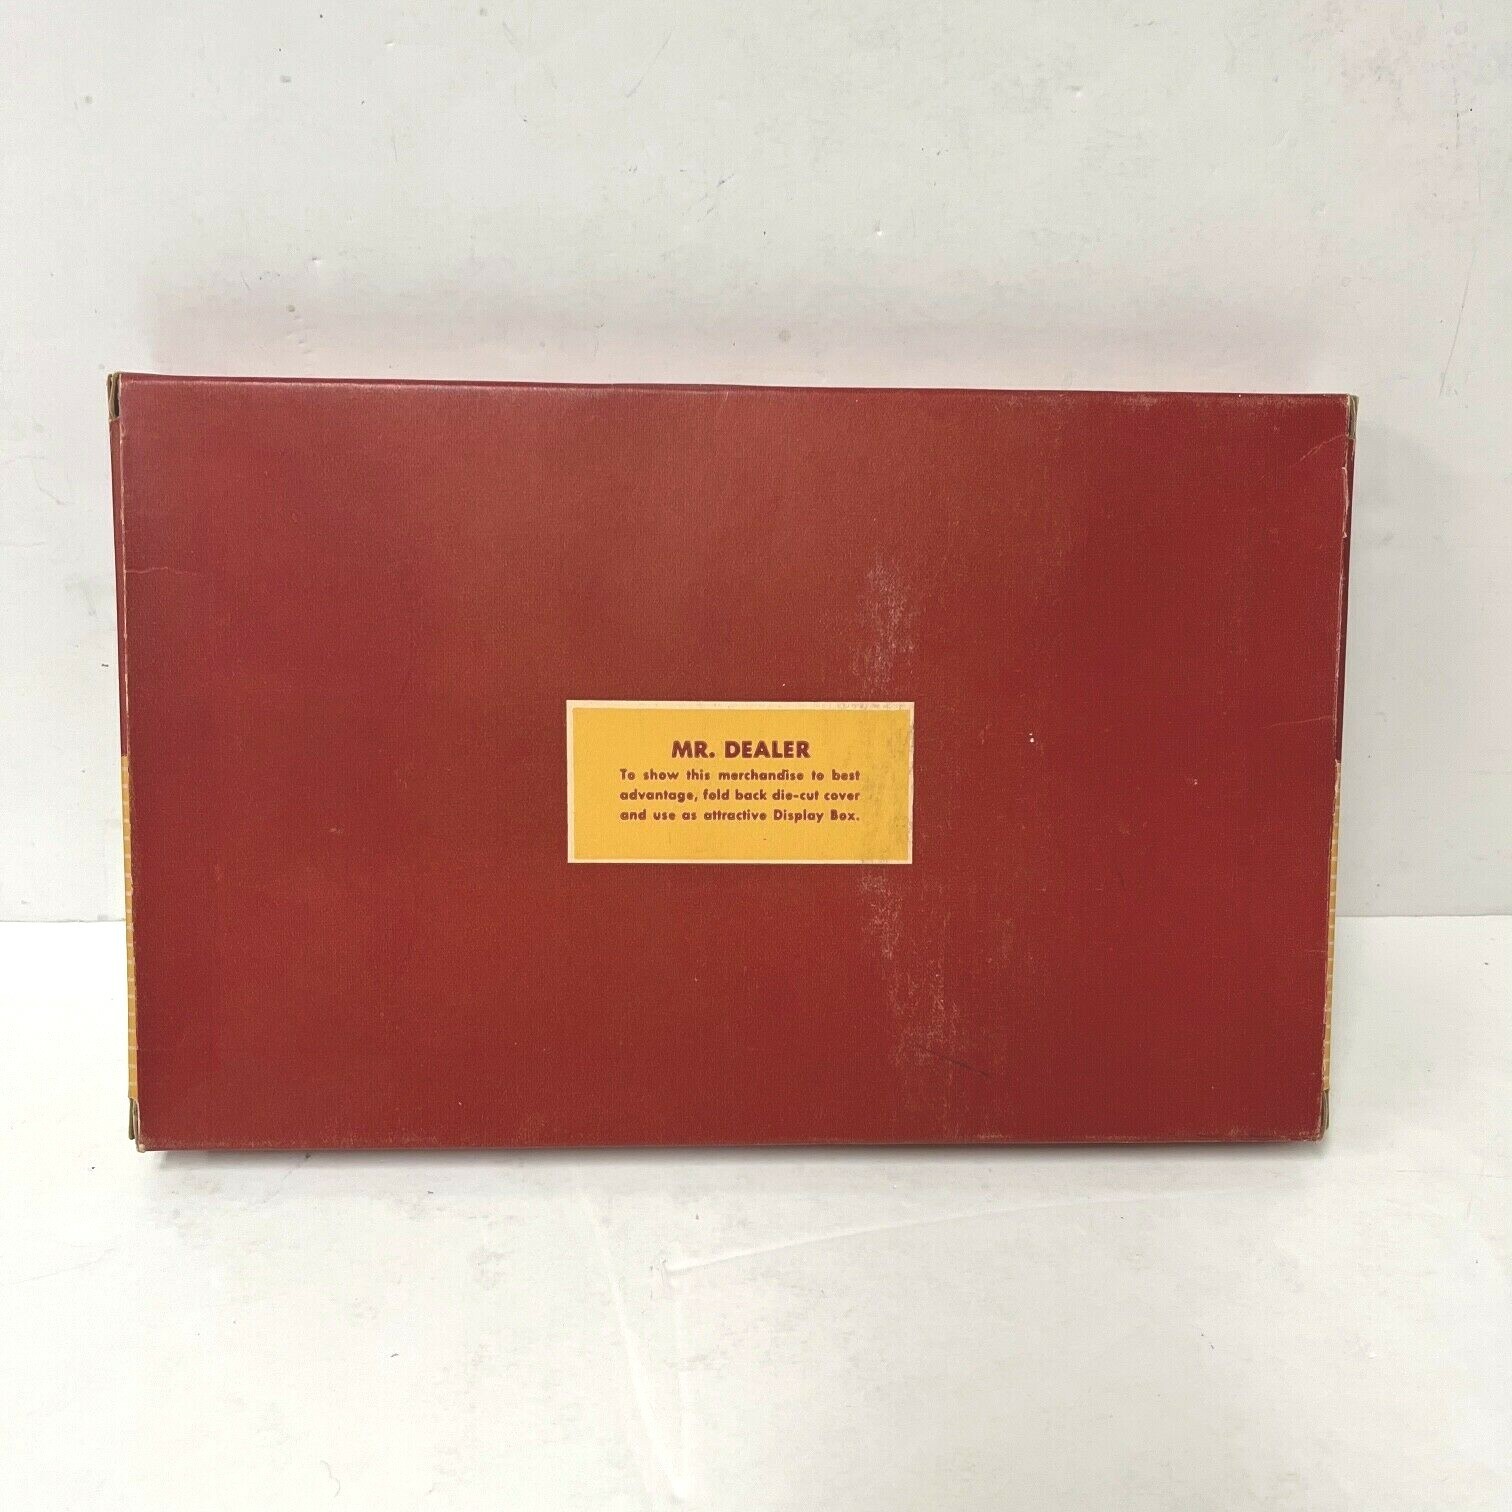 MR. DEALER
To show this merchandise to best
advantage, fold back die-cut cover
and use as attractive Display Box.